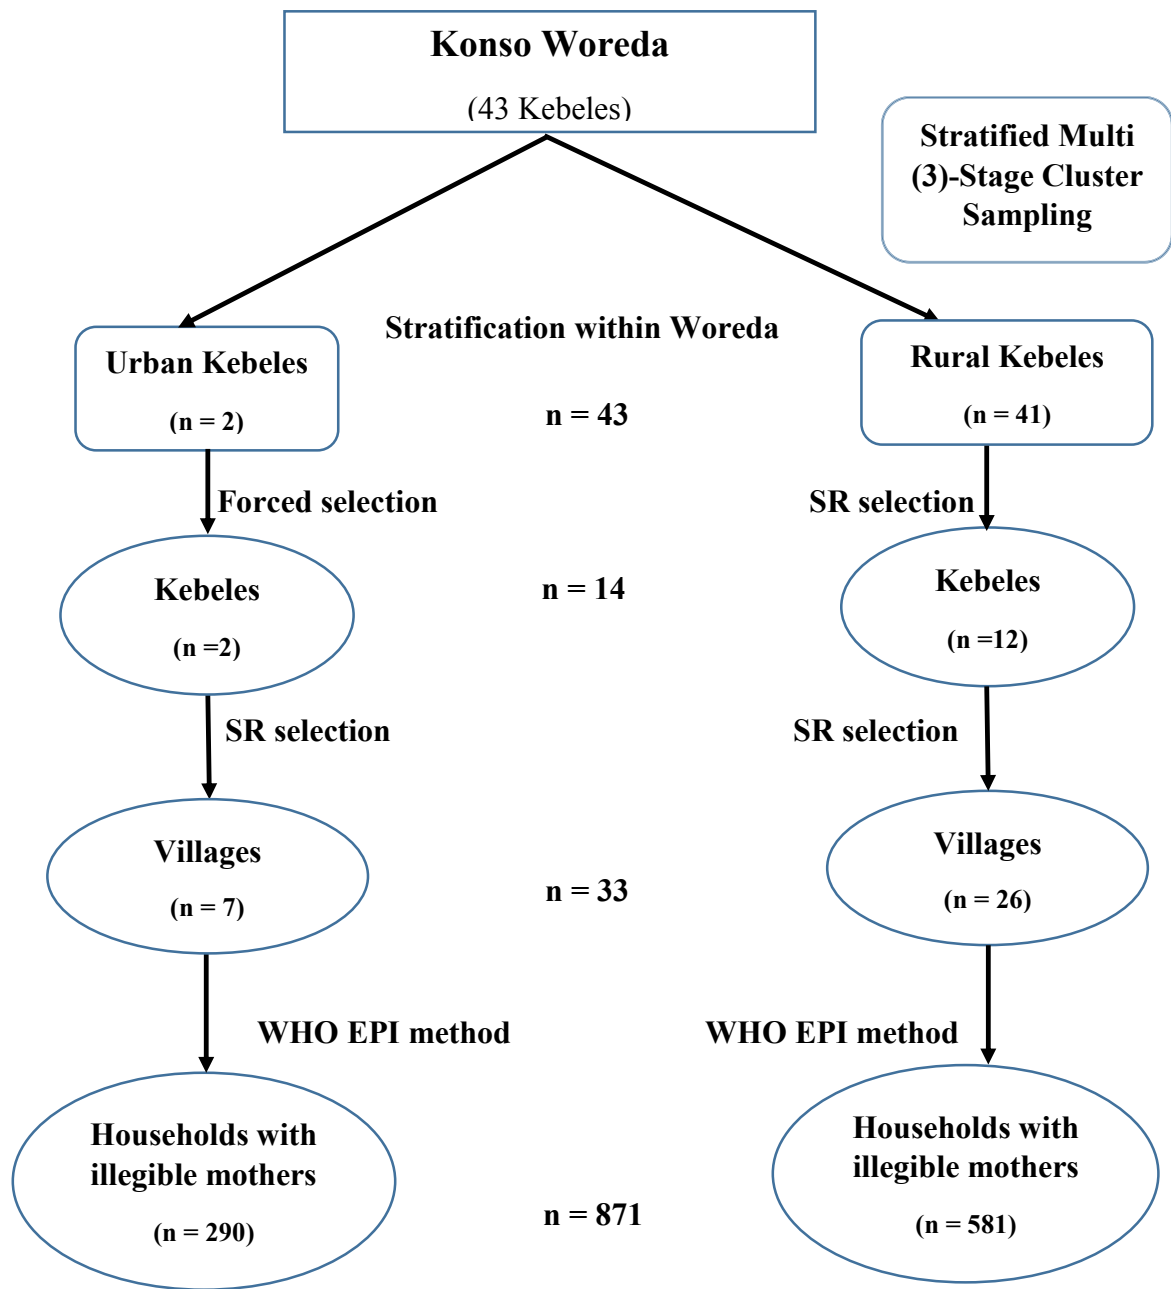 Konso Woreda
(43 Kebeles)
Stratified Multi
(3)-Stage Cluster
Sampling
Stratification within Woreda
Urban Kebeles
(n = 2)
n = 43
Rural Kebeles
(n = 41)
Forced selection
SR selection
Kebeles
(n =2)
n = 14
Kebeles
(n =12)
SR selection
SR selection
Villages
(n = 7)
n = 33
Villages
(n = 26)
WHO EPI method
WHO EPI method
Households with
illegible mothers
(n = 290)
n = 871
Households with
illegible mothers
(n = 581)